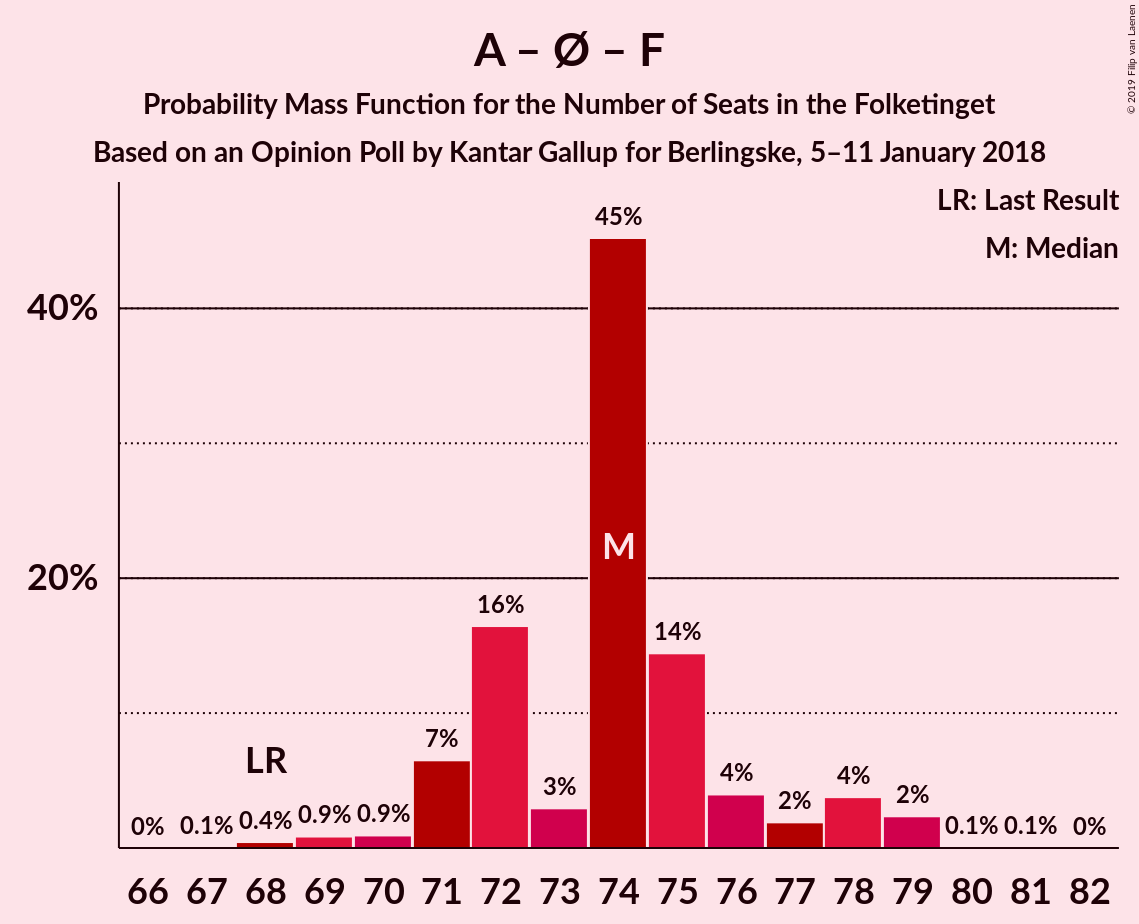 A – Ø – F
Probability Mass Function for the Number of Seats in the Folketinget
Based on an Opinion Poll by Kantar Gallup for Berlingske, 5–11 January 2018
© 2019 Filip van Laenen
LR: Last Result
M: Median
40%
20%
0%
0.1%
0.4%
LR
0.9%
0.9%
7%
16%
3%
45%
M
14%
4%
2%
4%
2%
0.1%
0.1%
0%
66 67 68 69 70 71 72 73 74 75 76 77 78 79 80 81 82